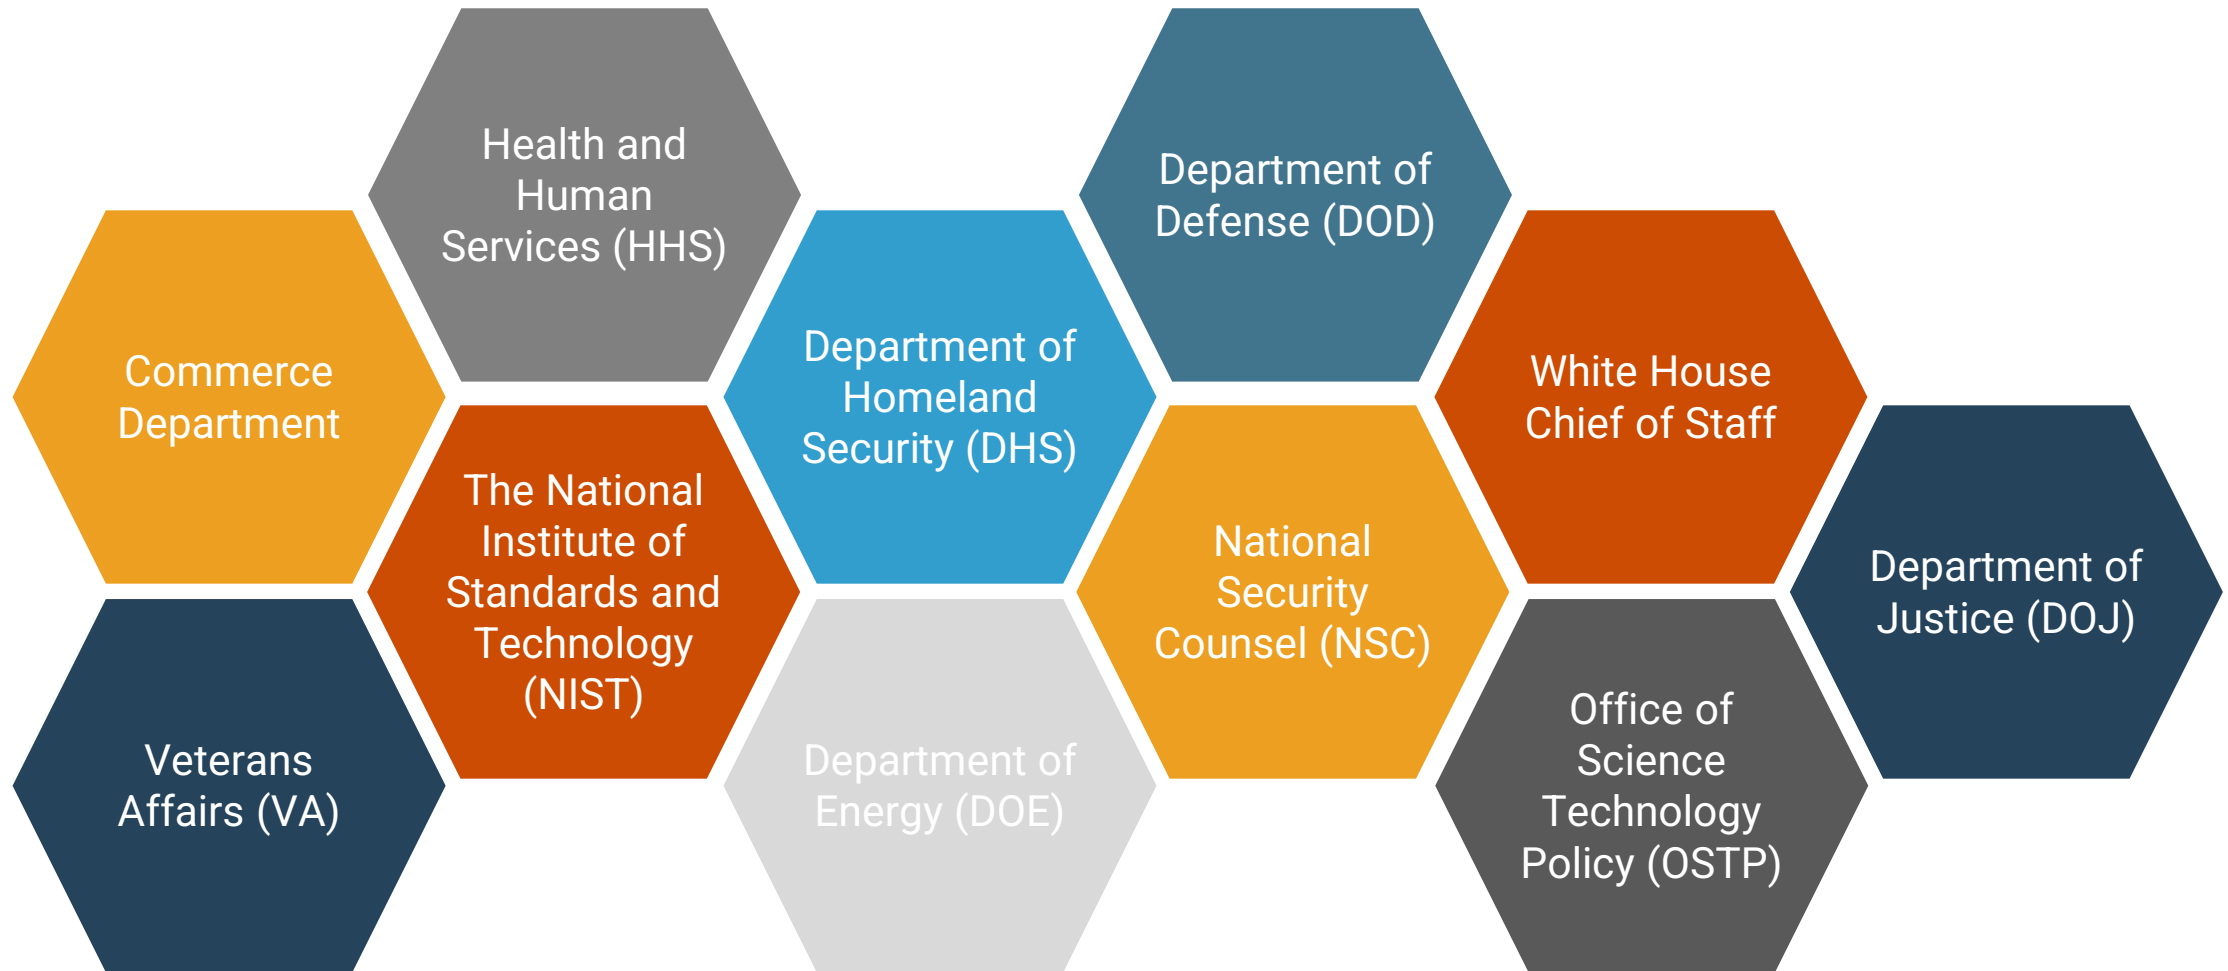 Health and
Human
Services (HHS)
Department of
Defense (DOD)
Commerce
Department
Department of
Homeland
Security (DHS)
White House
Chief of Staff
The National
Institute of
Standards and
Technology
(NIST)
National
Security
Counsel (NSC)
Department of
Justice (DOJ)
Veterans
Affairs (VA)
Department of
Energy (DOE)
Office of
Science
Technology
Policy (OSTP)